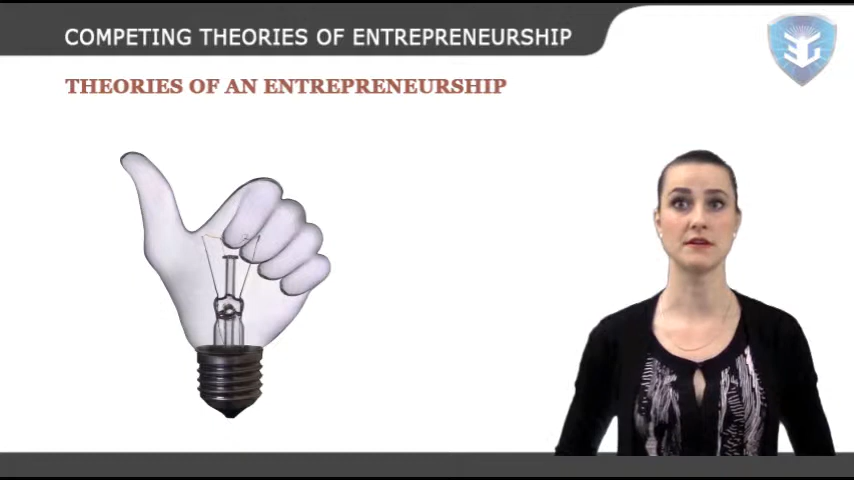 COMPETING THEORIES OF ENTREPRENEURSHIP
THEORIES OF AN ENTREPRENEURSHIP